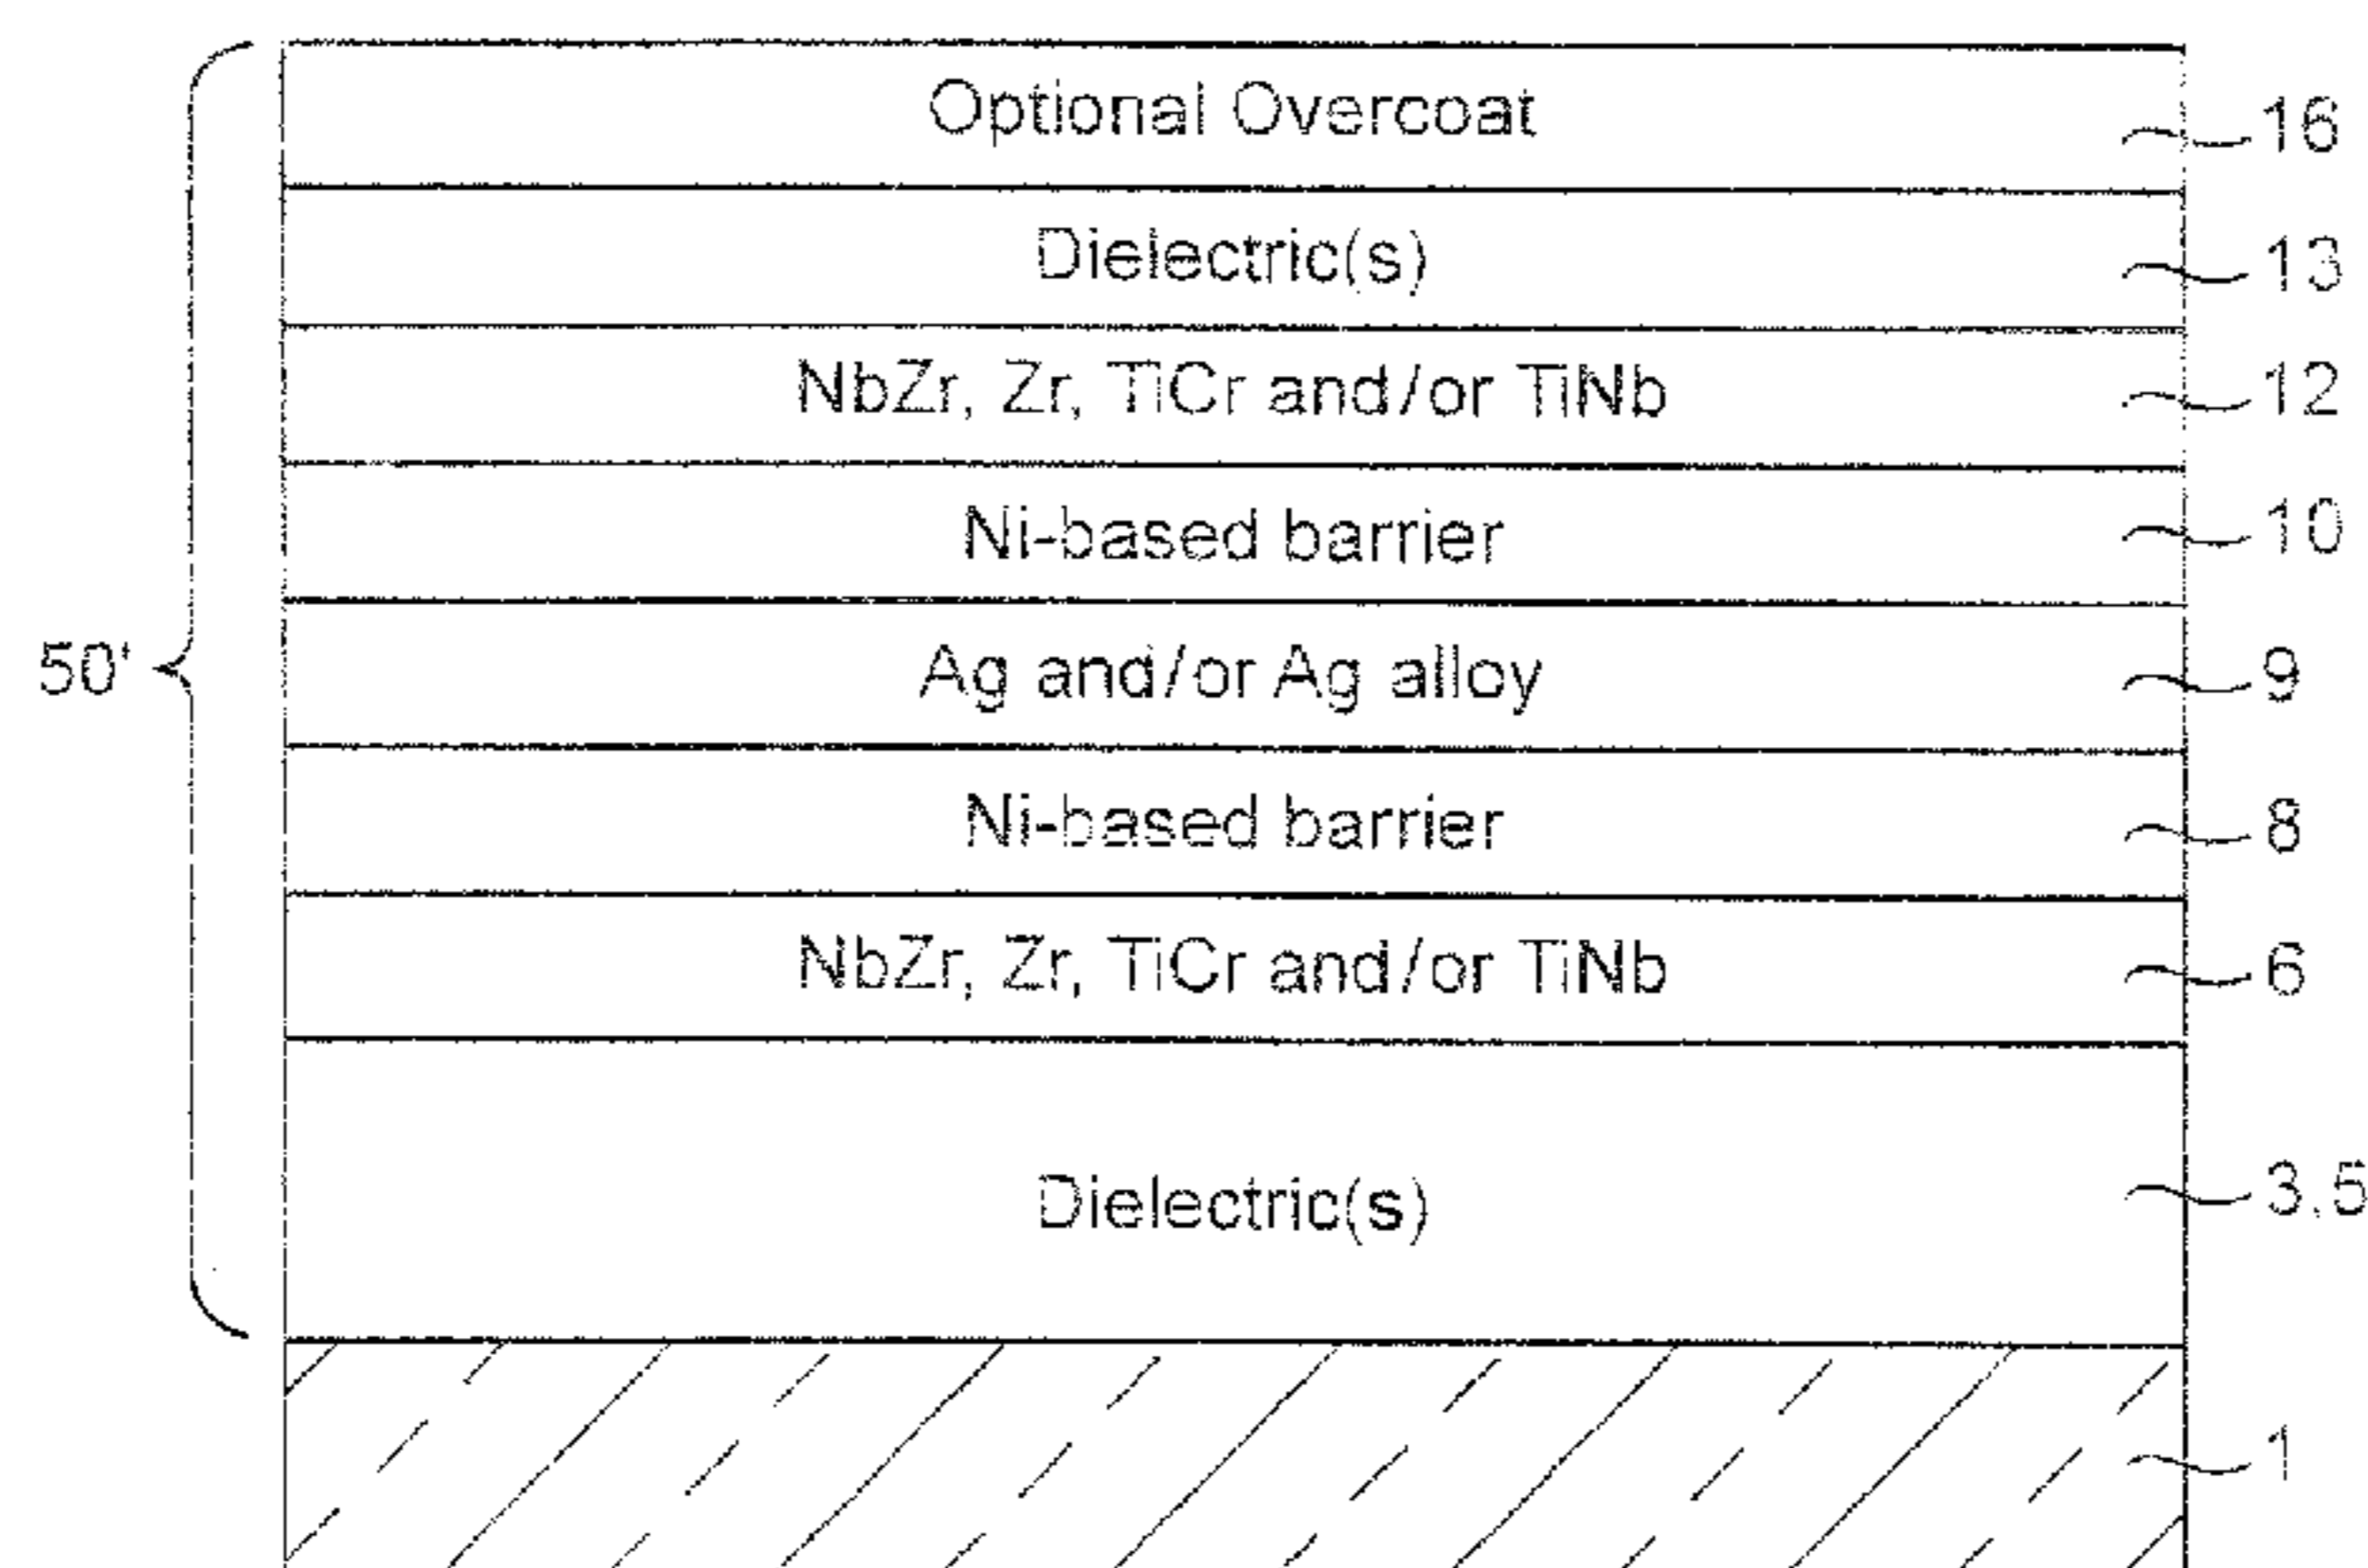 Optional Overcoat 16
Dielectric(s) 13
NbZr, Zr, TiCr and/or TiNb 12
Ni-based barrier 10
50' Ag and/or Ag alloy 9
Ni-based barrier 8
NbZr, Zr, TiCr and/or TiNb 6
Dielectric(s) 3,5
1